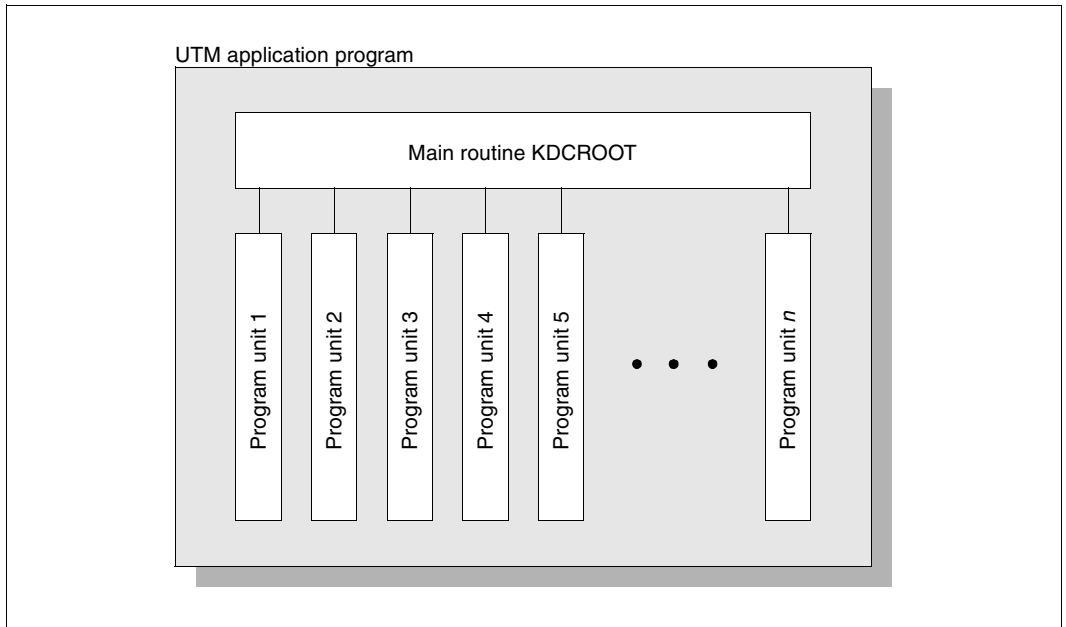 UTM application program
Main routine KDCROOT
Program unit 1
Program unit 2
Program unit 3
Program unit 4
Program unit 5
• • •
Program unit n